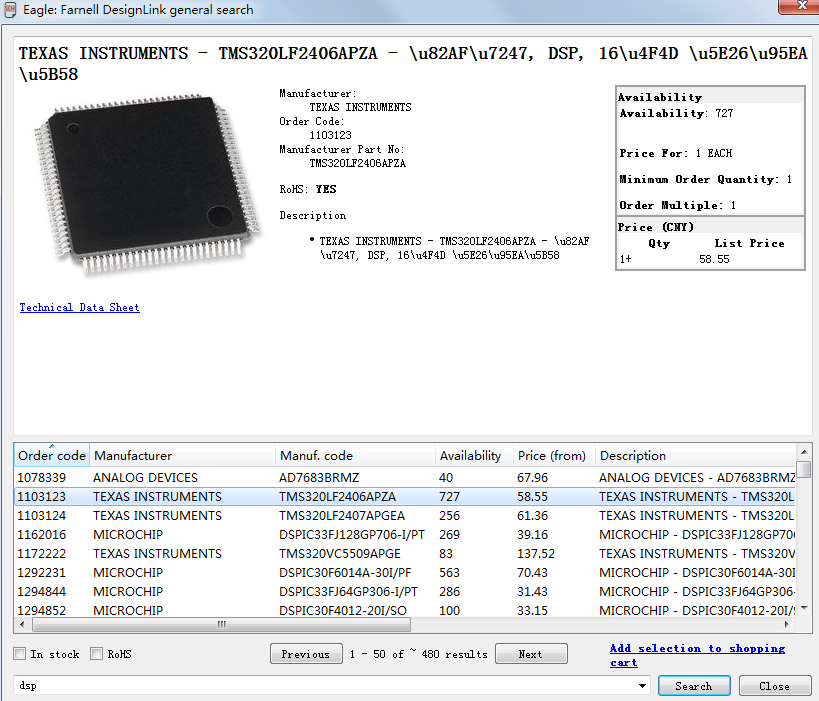 Eagle: Farnell DesignLink general search
TEXAS INSTRUMENTS - TMS320LF2406APZA - \u82AF\u7247, DSP, 16\u4F4D \u5E26\u95EA
\u5B58
Manufacturer:
TEXAS INSTRUMENTS
Order Code:
1103123
Manufacturer Part No:
TMS320LF2406APZA
RoHS: YES
Description
• TEXAS INSTRUMENTS - TMS320LF2406APZA - \u82AF
\u7247, DSP, 16\u4F4D \u5E26\u95EA\u5B58
Availability
Availability: 727
Price For: 1 EACH
Minimum Order Quantity: 1
Order Multiple: 1
Price (CNY)
Qty List Price
1+ 58.55
Technical Data Sheet
Order code Manufacturer Manuf. code Availability Price (from) Description
1078339 ANALOG DEVICES AD7683BRMZ 40 67.96 ANALOG DEVICES - AD7683BRMZ
1103123 TEXAS INSTRUMENTS TMS320LF2406APZA 727 58.55 TEXAS INSTRUMENTS - TMS320L
1103124 TEXAS INSTRUMENTS TMS320LF2407APGEA 256 61.36 TEXAS INSTRUMENTS - TMS320L
1162016 MICROCHIP DSPIC33FJ128GP706-I/PT 269 39.16 MICROCHIP - DSPIC33FJ128GP70
1172222 TEXAS INSTRUMENTS TMS320VC5509APGE 83 137.52 TEXAS INSTRUMENTS - TMS320V
1292231 MICROCHIP DSPIC30F6014A-30I/PF 563 70.43 MICROCHIP - DSPIC30F6014A-30I
1294844 MICROCHIP DSPIC33FJ64GP306-I/PT 286 31.43 MICROCHIP - DSPIC33FJ64GP306-
1294852 MICROCHIP DSPIC30F4012-20I/SO 100 33.15 MICROCHIP - DSPIC30F4012-20I/S
In stock RoHS Previous 1 - 50 of ~ 480 results Next Add selection to shopping
cart
dsp Search Close